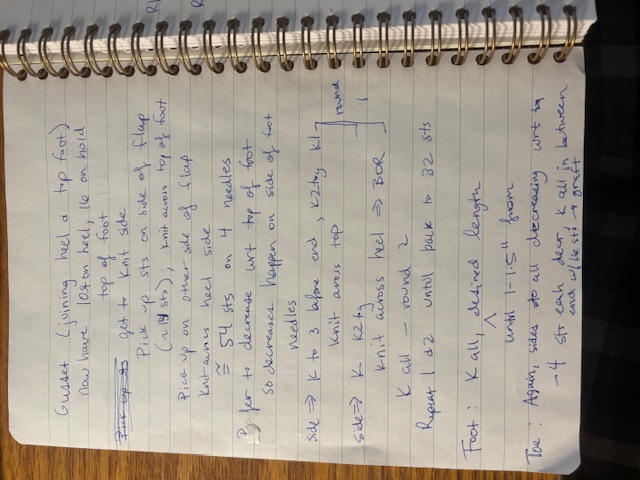 Gusset (joining heel & top foot)
now have 10 on heel, 16 on hold
top of foot
Pick up sts get to knit side
Pick up sts on side of flap
(~14 sts), knit across top of foot
Pick up on other side of flap
Knit across heel side
≅ 54 sts on 4 needles
to decrease wrt top of foot
so decreases happen on side of foot
needles
side ⇒ K to 3 before end, K2tog K1
Knit aross top
side ⇒ K K2tog
Knit across heel ⇒ BOR
round
1
K all – round 2
Repeat 1 & 2 until back to 32 sts
Foot: K all, desired length
^
until 1-1.5" from
Toe: Again, sides do all decreasing wrt
- 4 sts each decr, K all in between
end w/ 16 sts → graft
R
R